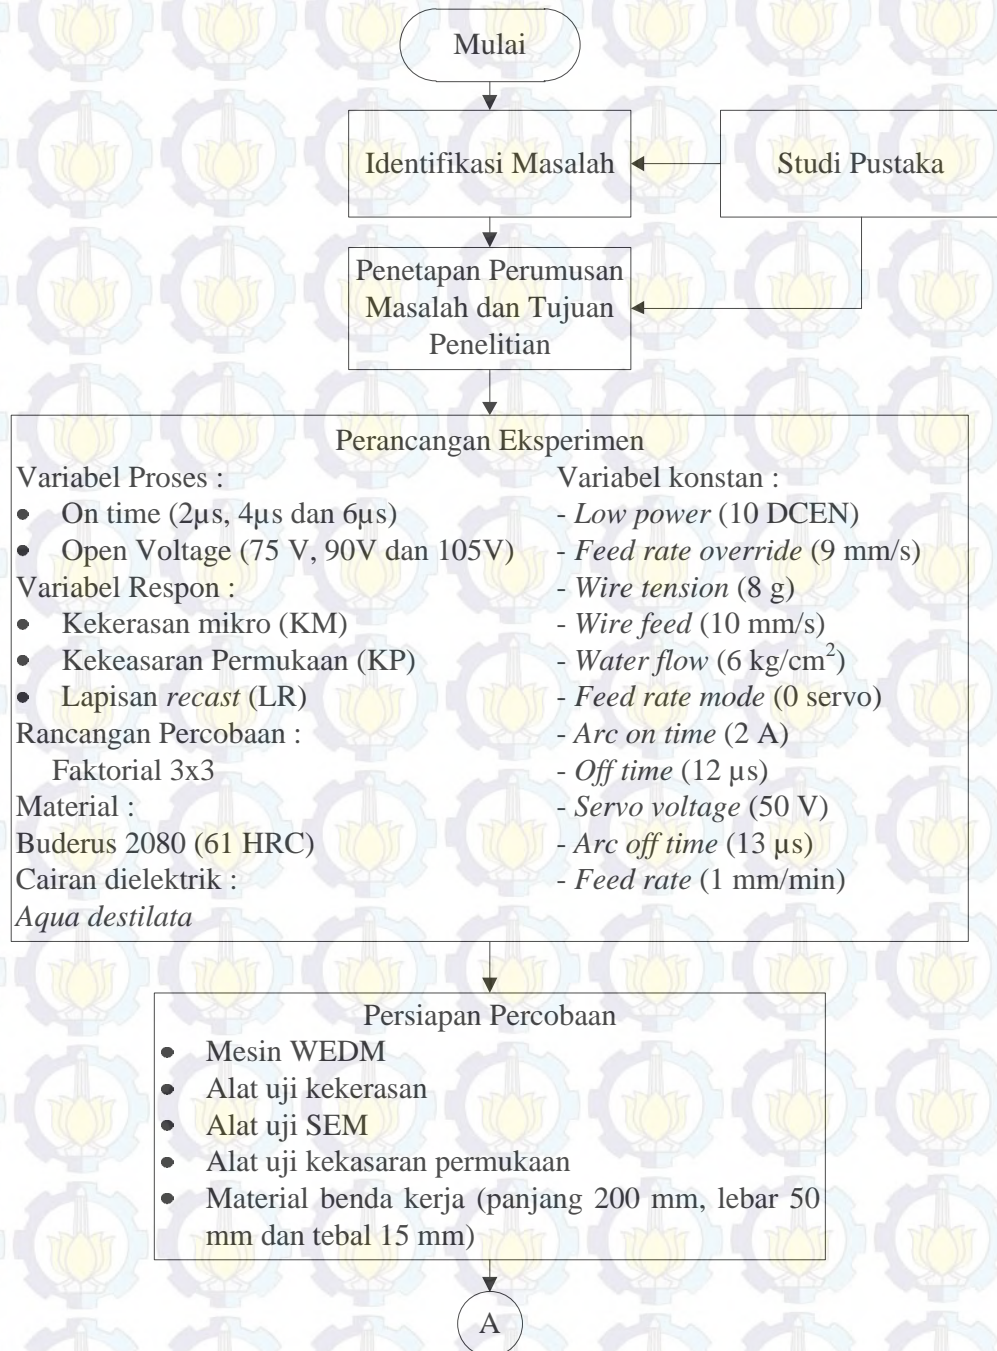 Mulai
Identifikasi Masalah
Studi Pustaka
Penetapan Perumusan
Masalah dan Tujuan
Penelitian
Perancangan Eksperimen
Variabel Proses :
• On time (2µs, 4µs dan 6µs)
• Open Voltage (75 V, 90V dan 105V)
Variabel Respon :
• Kekerasan mikro (KM)
• Kekeasaran Permukaan (KP)
• Lapisan recast (LR)
Rancangan Percobaan :
Faktorial 3x3
Material :
Buderus 2080 (61 HRC)
Cairan dielektrik :
Aqua destilata
Variabel konstan :
- Low power (10 DCEN)
- Feed rate override (9 mm/s)
- Wire tension (8 g)
- Wire feed (10 mm/s)
- Water flow (6 kg/cm²)
- Feed rate mode (0 servo)
- Arc on time (2 A)
- Off time (12 µs)
- Servo voltage (50 V)
- Arc off time (13 µs)
- Feed rate (1 mm/min)
Persiapan Percobaan
• Mesin WEDM
• Alat uji kekerasan
• Alat uji SEM
• Alat uji kekasaran permukaan
• Material benda kerja (panjang 200 mm, lebar 50
mm dan tebal 15 mm)
A